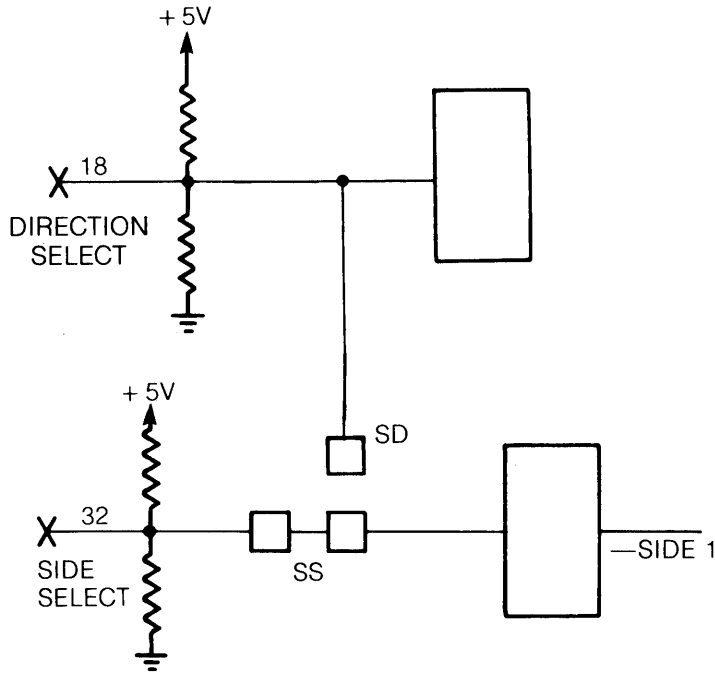 + 5V
18
DIRECTION
SELECT
+ 5V
SD
32
SIDE
SELECT
SS
—SIDE 1